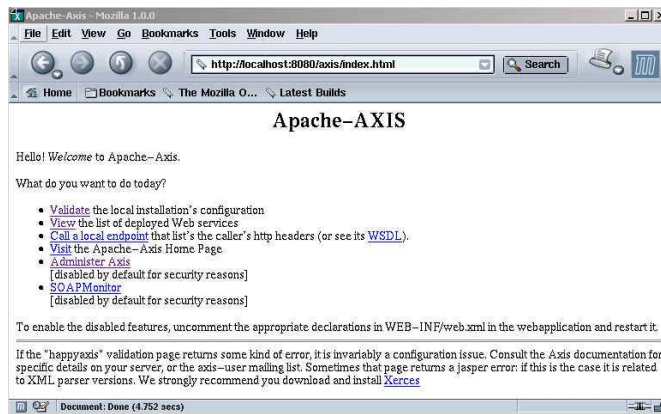 Apache-Axis - Mozilla 1.0.0
File Edit View Go Bookmarks Tools Window Help
http://localhost:8080/axis/index.html Search
Home Bookmarks The Mozilla O... Latest Builds
Apache-AXIS
Hello! Welcome to Apache-Axis.
What do you want to do today?
• Validate the local installation's configuration
• View the list of deployed Web services
• Call a local endpoint that list's the caller's http headers (or see its WSDL).
• Visit the Apache-Axis Home Page
• Administer Axis
[disabled by default for security reasons]
• SOAPMonitor
[disabled by default for security reasons]
To enable the disabled features, uncomment the appropriate declarations in WEB-INF/web.xml in the webapplication and restart it.
If the "happyaxis" validation page returns some kind of error, it is invariably a configuration issue. Consult the Axis documentation for
specific details on your server, or the axis-user mailing list. Sometimes that page returns a jasper error: if this is the case it is related
to XML parser versions. We strongly recommend you download and install Xerces
Document: Done (4.752 secs)